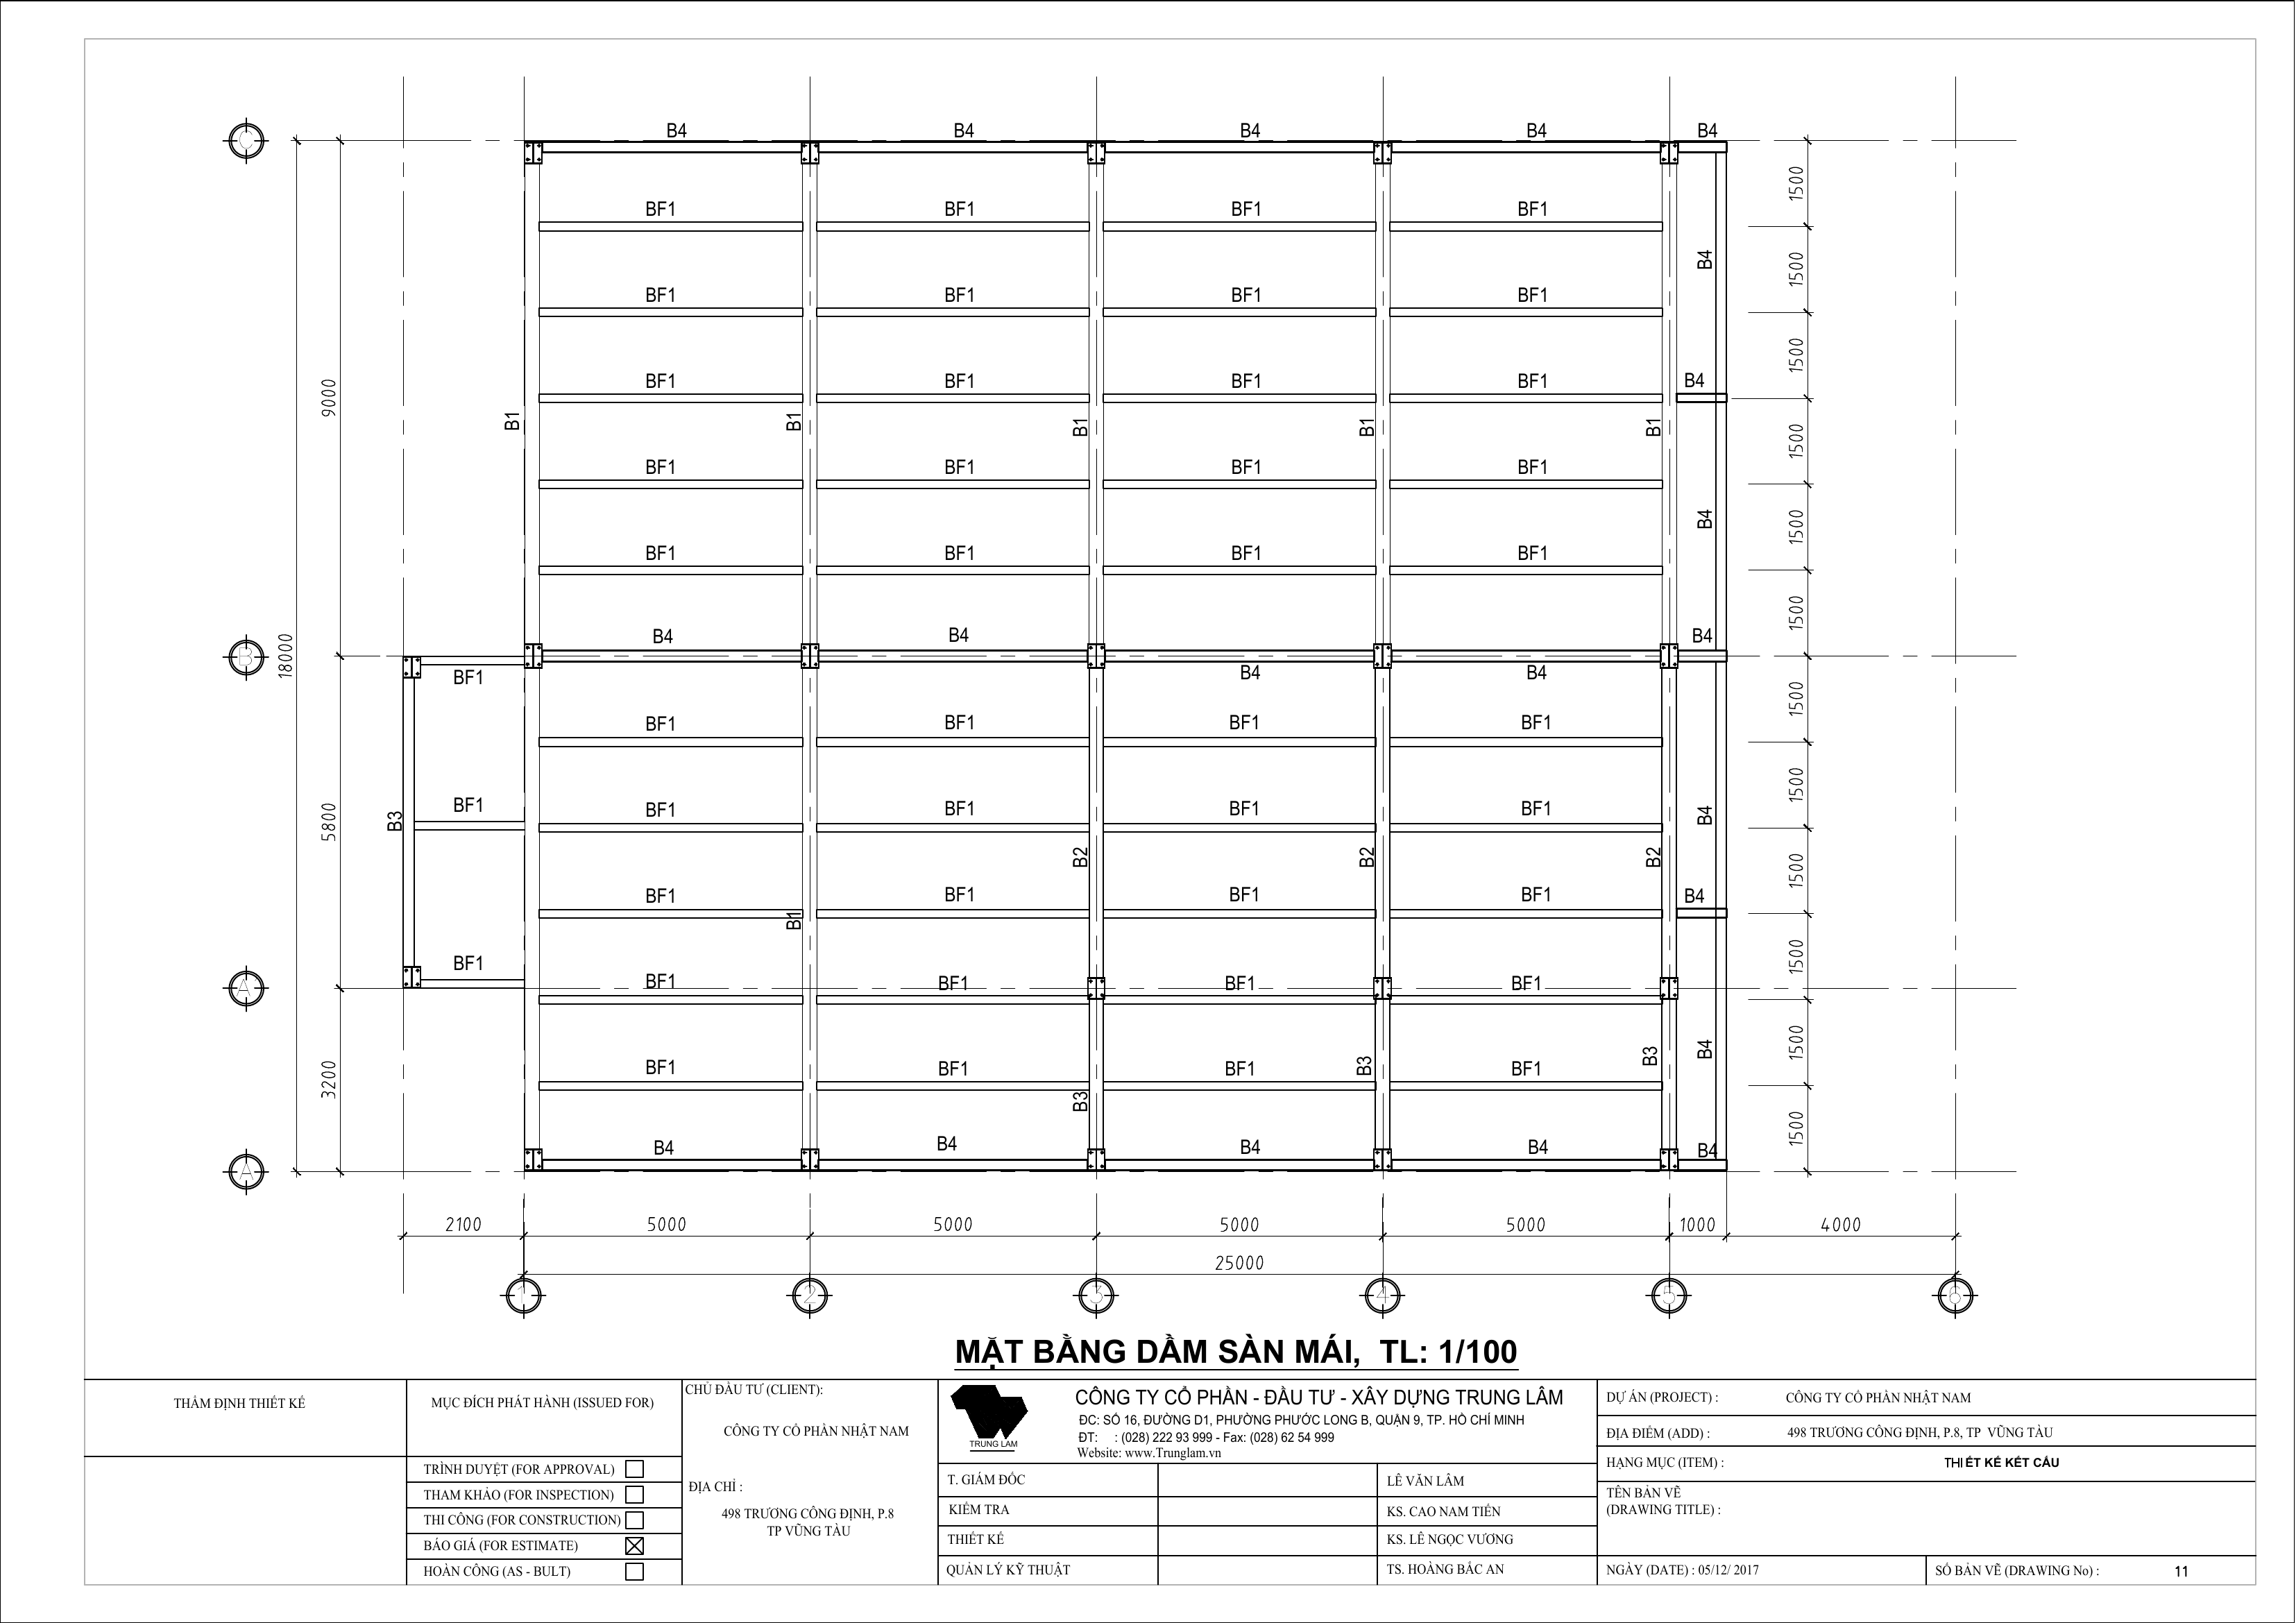 B4 B4 B4 B4 B4
C
1500
BF1 BF1 BF1 BF1
B4
1500
BF1 BF1 BF1 BF1
1500
BF1 BF1 BF1 BF1 B4
9000
B1 B1 B1 B1 B1
1500
BF1 BF1 BF1 BF1
B4
1500
BF1 BF1 BF1 BF1
1500
B4 B4 B4
B
18000
BF1 B4 B4
1500
BF1 BF1 BF1 BF1
1500
BF1 BF1 BF1 BF1 BF1
5800
B3
B4
B2 B2 B2
1500
BF1 BF1 BF1 BF1 B4
B1
1500
BF1
BF1 BF1 BF1 BF1
A
1500
B3 B3 B4
BF1 BF1 BF1 BF1
3200
B3
1500
B4 B4 B4 B4 B4
A
2100 5000 5000 5000 5000 1000 4000
25000
1 2 3 4 5 6
MẶT BẰNG DẦM SÀN MÁI, TL: 1/100
THẨM ĐỊNH THIẾT KẾ
MỤC ĐÍCH PHÁT HÀNH (ISSUED FOR)
TRÌNH DUYỆT (FOR APPROVAL)
THAM KHẢO (FOR INSPECTION)
THI CÔNG (FOR CONSTRUCTION)
BÁO GIÁ (FOR ESTIMATE)
HOÀN CÔNG (AS - BULT)
CHỦ ĐẦU TƯ (CLIENT):
CÔNG TY CỔ PHẦN NHẬT NAM
ĐỊA CHỈ :
498 TRƯƠNG CÔNG ĐỊNH, P.8
TP VŨNG TÀU
TRUNG LAM
CÔNG TY CỔ PHẦN - ĐẦU TƯ - XÂY DỰNG TRUNG LÂM
ĐC: SỐ 16, ĐƯỜNG D1, PHƯỜNG PHƯỚC LONG B, QUẬN 9, TP. HỒ CHÍ MINH
ĐT: : (028) 222 93 999 - Fax: (028) 62 54 999
Website: www.Trunglam.vn
T. GIÁM ĐỐC LÊ VĂN LÂM
KIỂM TRA KS. CAO NAM TIẾN
THIẾT KẾ KS. LÊ NGỌC VƯƠNG
QUẢN LÝ KỸ THUẬT TS. HOÀNG BẮC AN
DỰ ÁN (PROJECT) : CÔNG TY CỔ PHẦN NHẬT NAM
ĐỊA ĐIỂM (ADD) : 498 TRƯƠNG CÔNG ĐỊNH, P.8, TP VŨNG TÀU
HẠNG MỤC (ITEM) : THIẾT KẾ KẾT CẤU
TÊN BẢN VẼ
(DRAWING TITLE) :
NGÀY (DATE) : 05/12/ 2017
SỐ BẢN VẼ (DRAWING No) : 11